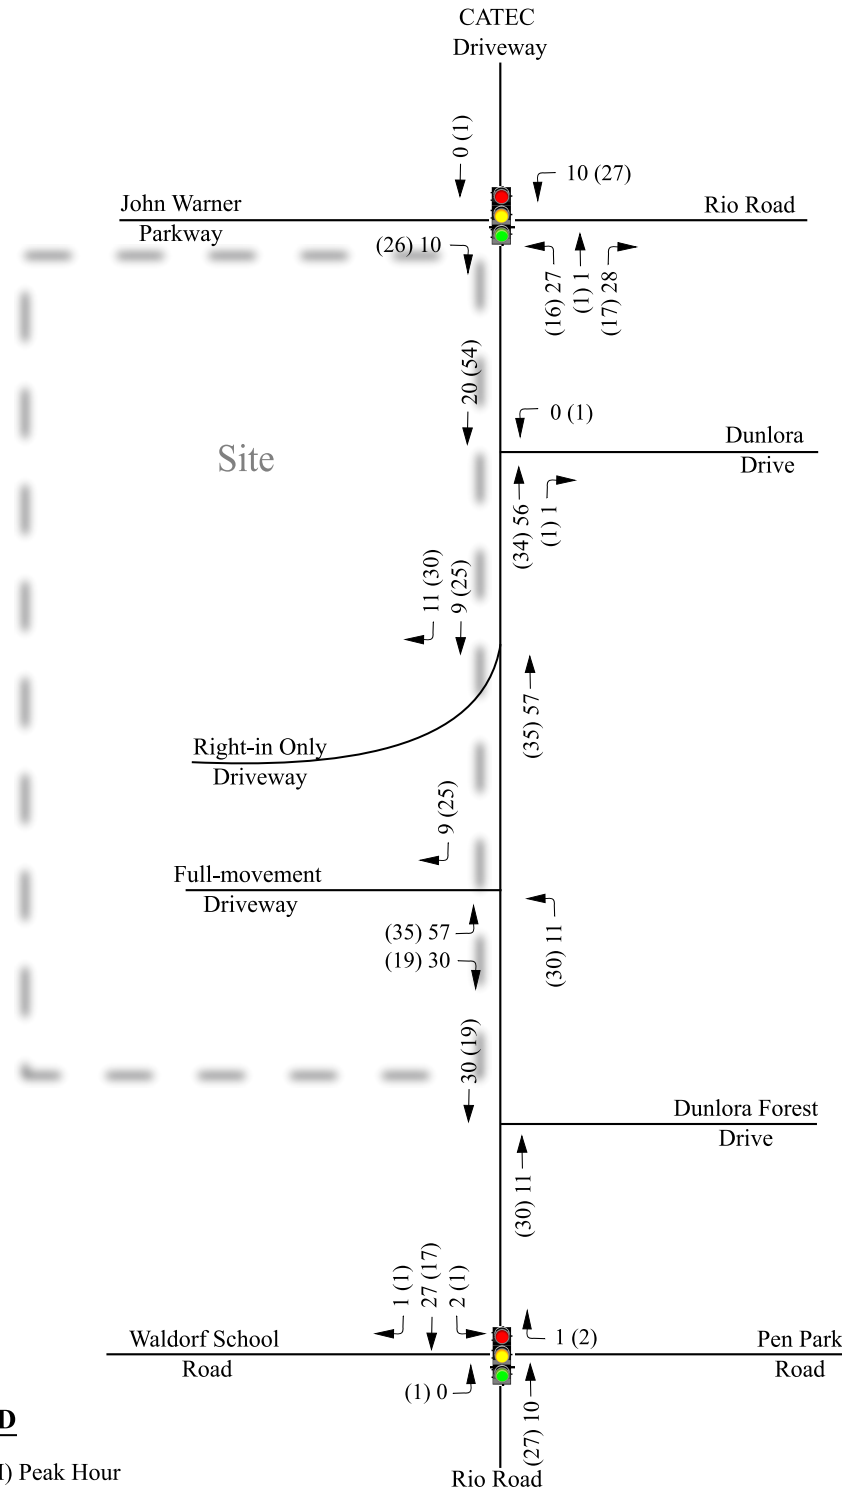 CATEC
Driveway
0 (1)
10 (27)
John Warner
Parkway
Rio Road
(26) 10
(16) 27
(1) 1
(17) 28
20 (54)
0 (1)
Site
Dunlora
Drive
(34) 56
(1) 1
11 (30)
9 (25)
(35) 57
Right-in Only
Driveway
9 (25)
Full-movement
Driveway
(35) 57
(19) 30
(30) 11
30 (19)
Dunlora Forest
Drive
(30) 11
1 (1)
27 (17)
2 (1)
Waldorf School
Road
1 (2)
Pen Park
Road
(1) 0
(27) 10
D
) Peak Hour
Rio Road